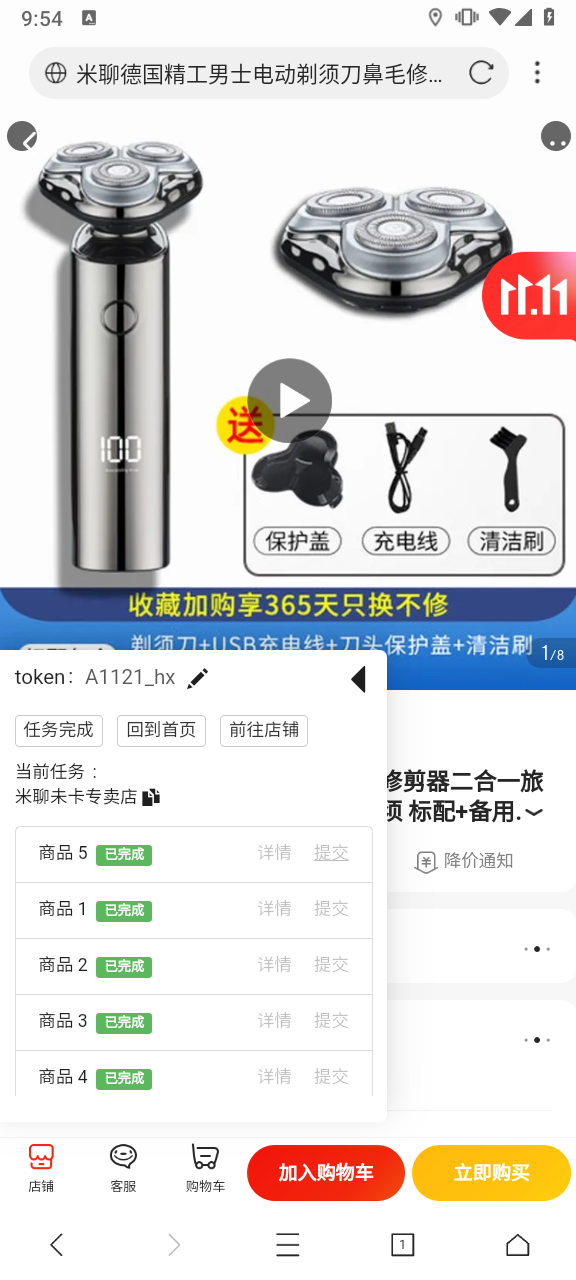 9:54
米聊德国精工男士电动剃须刀鼻毛修...
11.11
100
送
保护盖
充电线
清洁刷
收藏加购享365天只换不修
剃须刀+USB充电线+刀头保护盖+清洁刷
1/8
token: A1121_hx
任务完成
回到首页
前往店铺
当前任务：
米聊未卡专卖店
修剪器二合一旅
须 标配+备用.
降价通知
商品 5 已完成 详情 提交
商品 1 已完成 详情 提交
商品 2 已完成 详情 提交
商品 3 已完成 详情 提交
商品 4 已完成 详情 提交
店铺
客服
购物车
加入购物车
立即购买
1